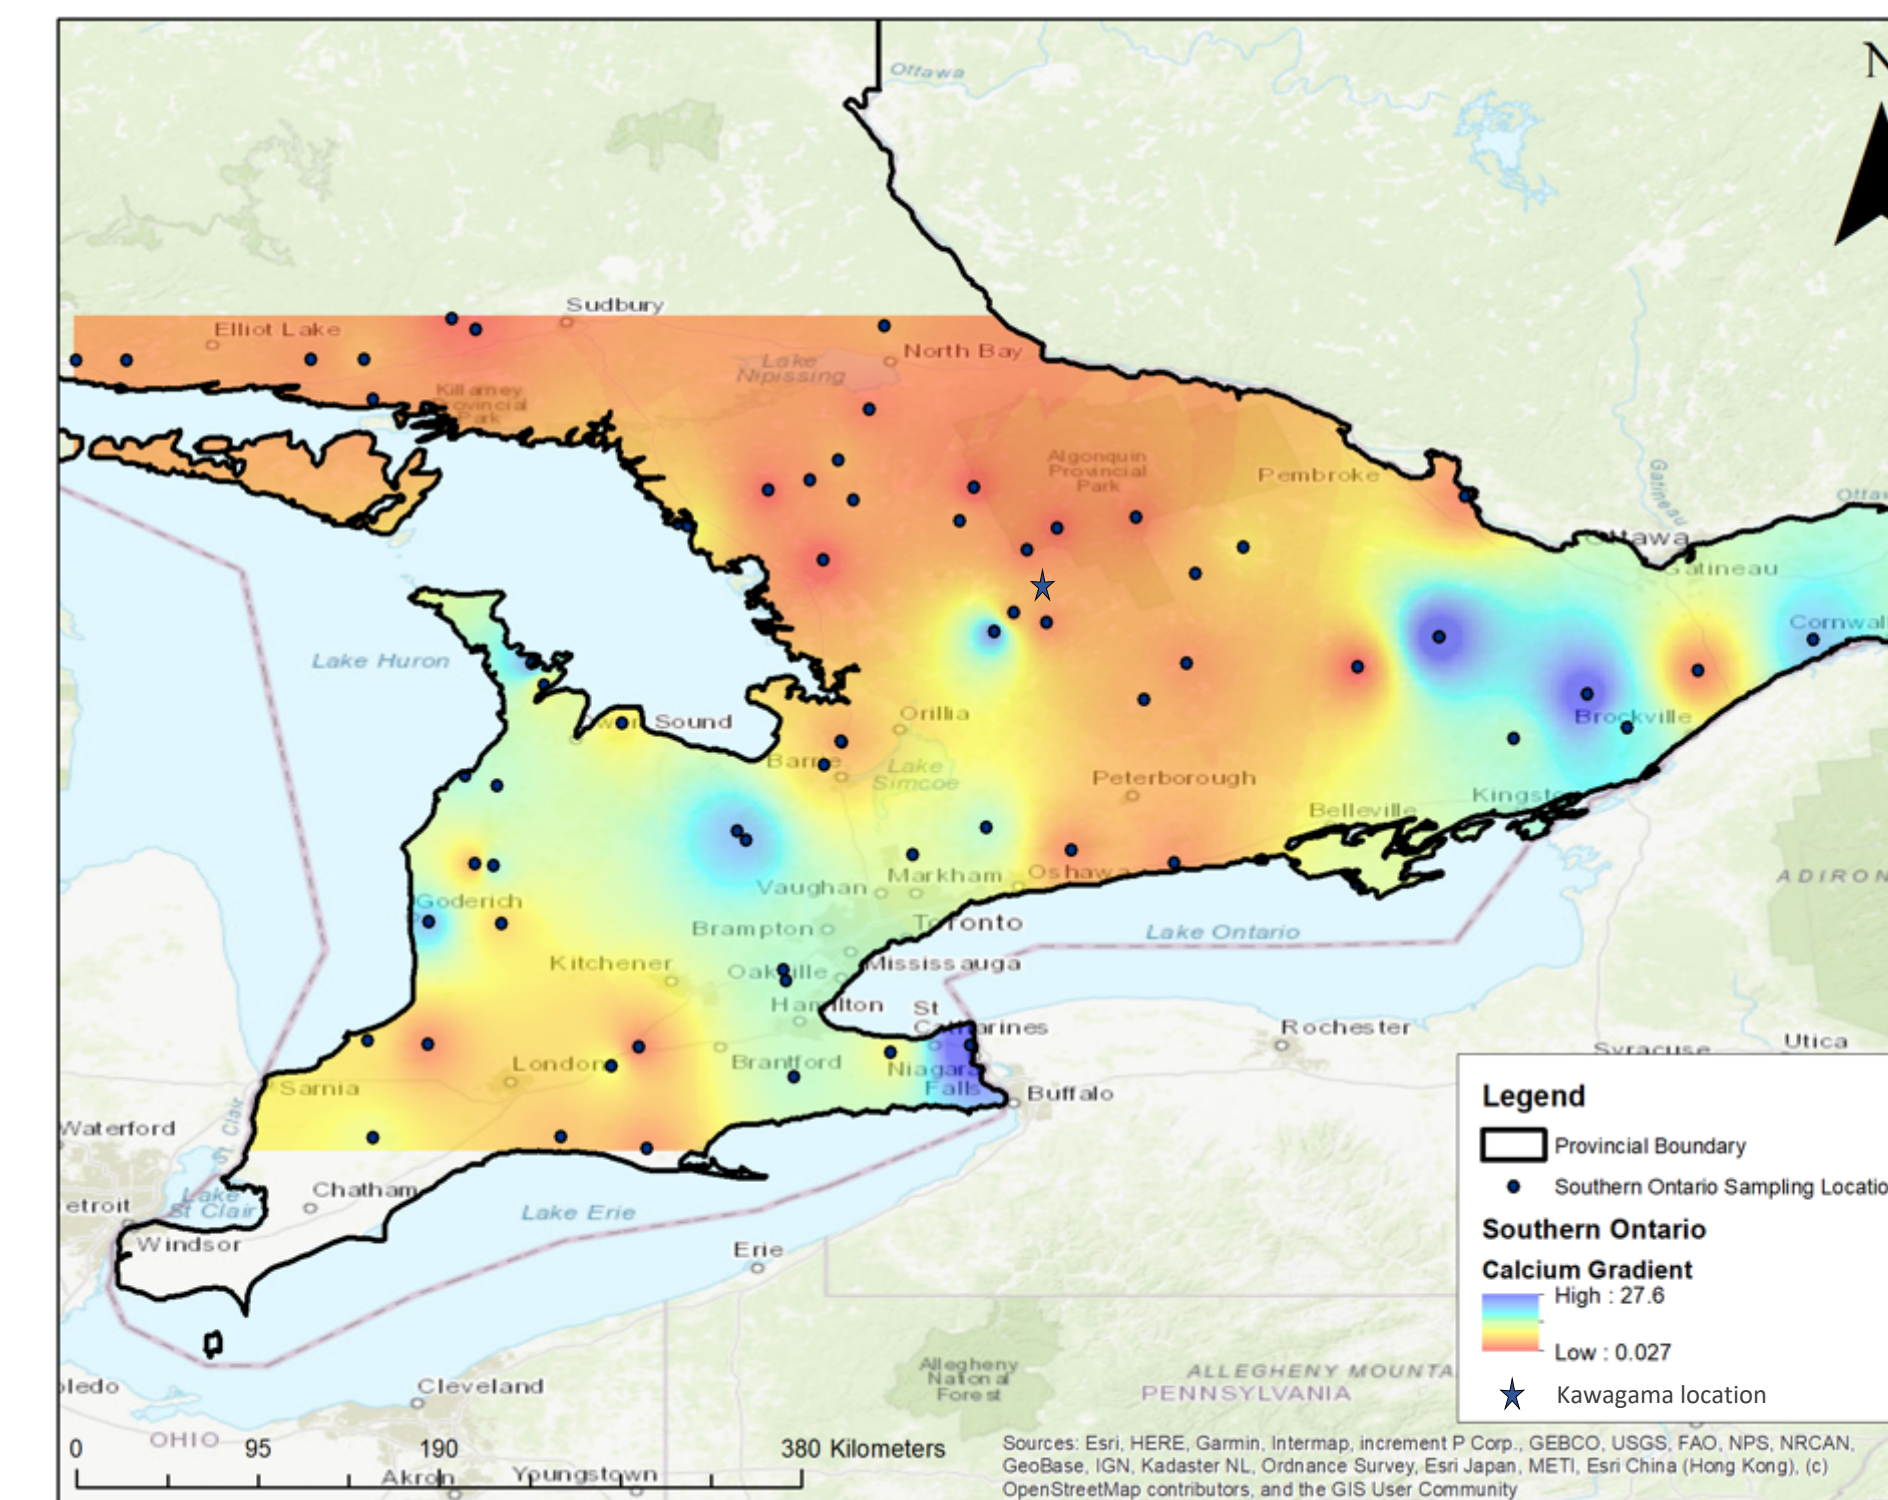 N
Ottawa
Sudbury
Elliot Lake
North Bay
Lake
Nipissing
Killarney
Provincial
Park
Algonquin
Provincial
Park
Pembroke
Gatineau
Ottawa
Gatineau
Cornwall
Lake Huron
Owen Sound
Orillia
Barrie
Lake
Simcoe
Peterborough
Brockville
Kingston
Belleville
Oshawa
Markham
Vaughan
Goderich
Brampton
Toronto
Lake Ontario
ADIRON
Kitchener
Oakville
Mississauga
Hamilton
St
Catharines
Rochester
Syracuse
Utica
London
Brantford
Niagara
Falls
Sarnia
Buffalo
Waterford
St Clair
Chatham
Lake
St Clair
etroit
Windsor
Lake Erie
Erie
Legend
Provincial Boundary
Southern Ontario Sampling Locatio
Southern Ontario
Calcium Gradient
High : 27.6
Low : 0.027
Kawagama location
Allegheny
National
Forest
ALLEGHENY MOUNTA
PENNSYLVANIA
oledo
Cleveland
OHIO
Akron
Youngstown
0 95 190 380 Kilometers
Sources: Esri, HERE, Garmin, Intermap, increment P Corp., GEBCO, USGS, FAO, NPS, NRCAN,
GeoBase, IGN, Kadaster NL, Ordnance Survey, Esri Japan, METI, Esri China (Hong Kong), (c)
OpenStreetMap contributors, and the GIS User Community